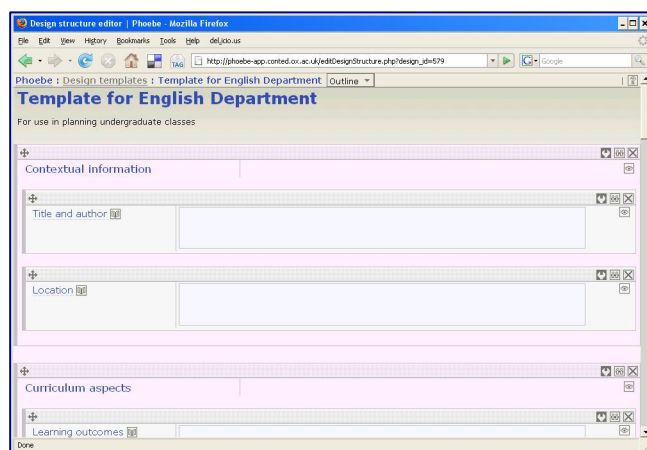 Design structure editor | Phoebe - Mozilla Firefox
File Edit View History Bookmarks Tools Help del.icio.us
TAG http://phoebe-app.conted.ox.ac.uk/editDesignStructure.php?design_id=579 G Google
Phoebe : Design templates : Template for English Department Outline
Template for English Department
For use in planning undergraduate classes
Contextual information
Title and author
Location
Curriculum aspects
Learning outcomes
Done